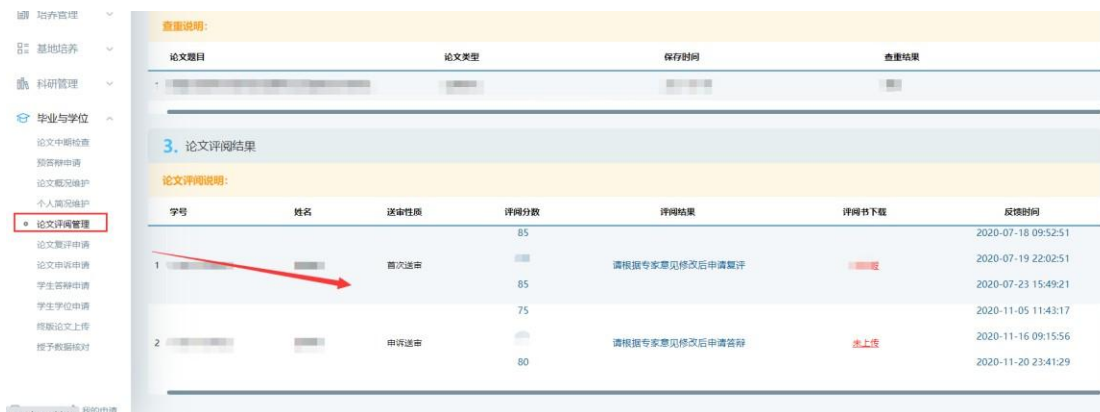 培养管理
基地培养
科研管理
毕业与学位
论文中期检查
预答辩申请
论文概况维护
个人简况维护
论文评阅管理
论文复评申请
论文申诉申请
学生答辩申请
学生学位申请
终版论文上传
授予数据核对
我的申请
查重说明:
论文题目 论文类型 保存时间 查重结果
1
3. 论文评阅结果
论文评阅说明:
学号 姓名 送审性质 评阅分数 评阅结果 评阅书下载 反馈时间
85 2020-07-18 09:52:51
1 首次送审 请根据专家意见修改后申请复评 2020-07-19 22:02:51
85 2020-07-23 15:49:21
75 2020-11-05 11:43:17
2 申诉送审 请根据专家意见修改后申请答辩 未上传 2020-11-16 09:15:56
80 2020-11-20 23:41:29